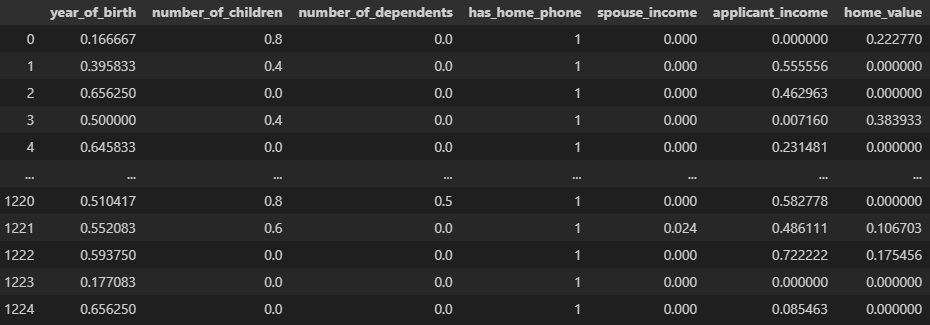 year_of_birth number_of_children number_of_dependents has_home_phone spouse_income applicant_income home_value
0 0.166667 0.8 0.0 1 0.000 0.000000 0.222770
1 0.395833 0.4 0.0 1 0.000 0.555556 0.000000
2 0.656250 0.0 0.0 1 0.000 0.462963 0.000000
3 0.500000 0.4 0.0 1 0.000 0.007160 0.383933
4 0.645833 0.0 0.0 1 0.000 0.231481 0.000000
... ... ... ... ... ... ... ...
1220 0.510417 0.8 0.5 1 0.000 0.582778 0.000000
1221 0.552083 0.6 0.0 1 0.024 0.486111 0.106703
1222 0.593750 0.0 0.0 1 0.000 0.722222 0.175456
1223 0.177083 0.0 0.0 1 0.000 0.000000 0.000000
1224 0.656250 0.0 0.0 1 0.000 0.085463 0.000000